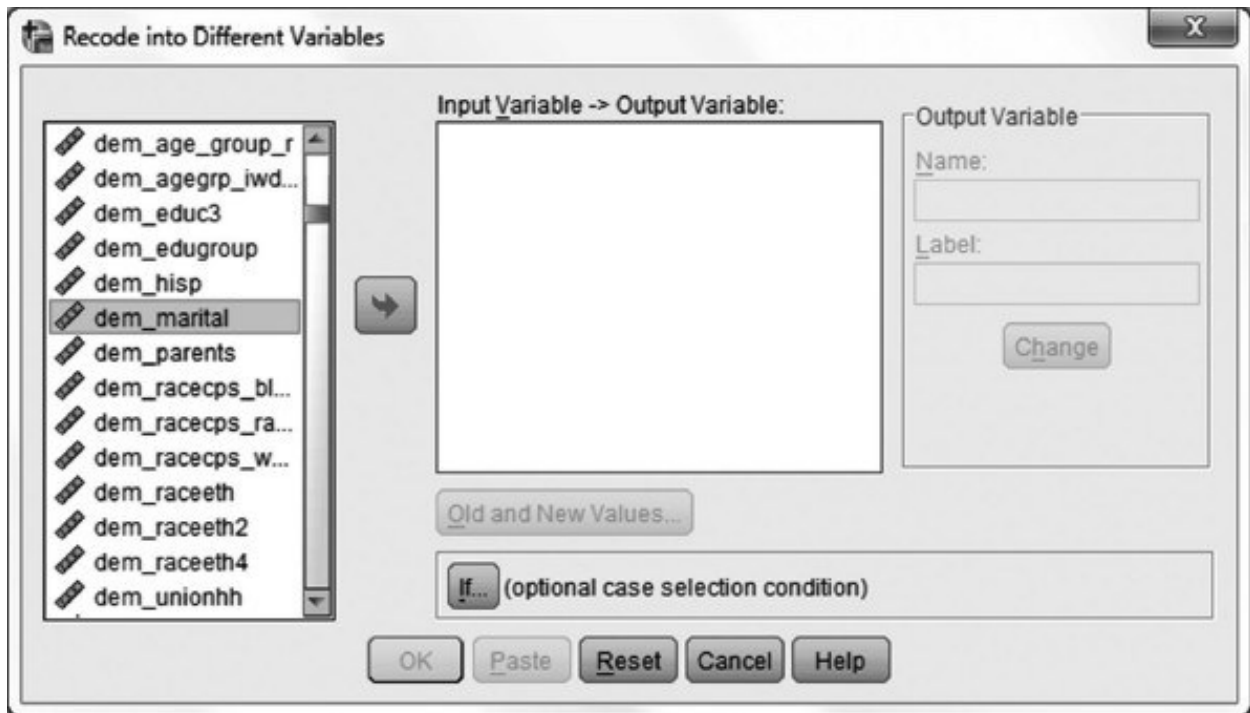 Recode into Different Variables
X
dem_age_group_r
dem_agegrp_iwd...
dem_educ3
dem_edugroup
dem_hisp
dem_marital
dem_parents
dem_racecps_bl...
dem_racecps_ra...
dem_racecps_w...
dem_raceeth
dem_raceeth2
dem_raceeth4
dem_unionhh
Input Variable -> Output Variable:
Output Variable
Name:
Label:
Change
Old and New Values...
If... (optional case selection condition)
OK Paste Reset Cancel Help